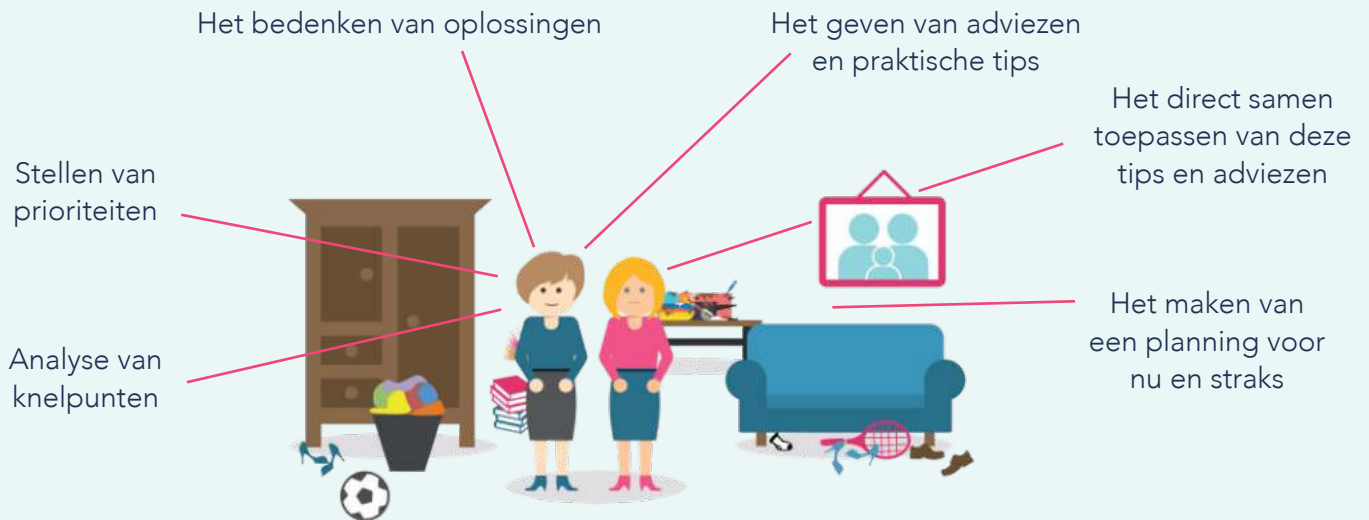 Het bedenken van oplossingen
Het geven van adviezen
en praktische tips
Het direct samen
toepassen van deze
tips en adviezen
Stellen van
prioriteiten
Het maken van
een planning voor
nu en straks
Analyse van
knelpunten